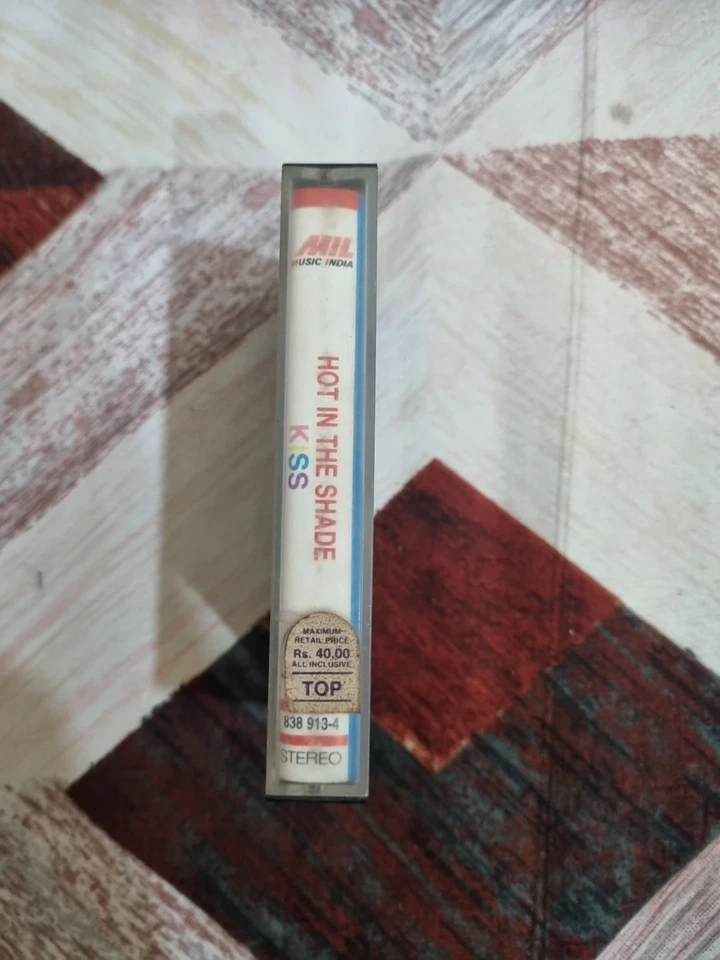 MIL
MUSIC INDIA
HOT IN THE SHADE
KISS
MAXIMUM
RETAIL PRICE
Rs. 40,00
ALL INCLUSIVE
TOP
838 913-4
STEREO